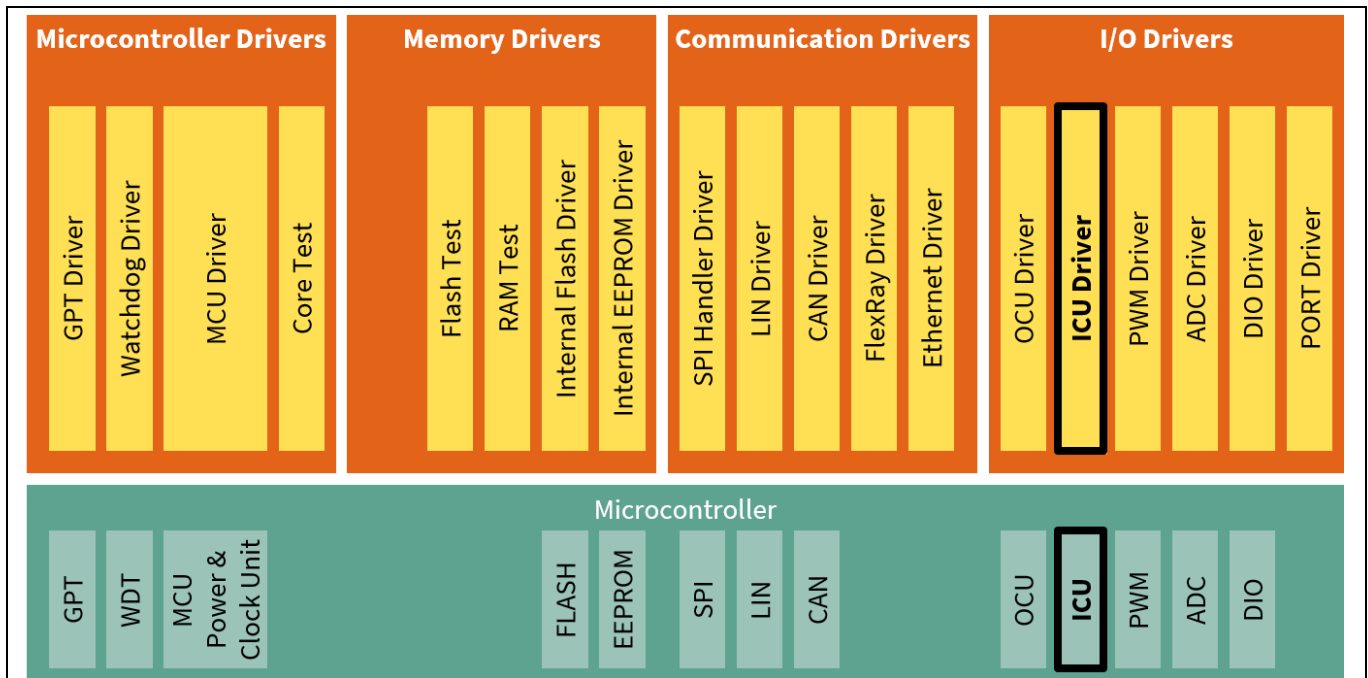 Microcontroller Drivers
Memory Drivers
Communication Drivers
I/O Drivers
GPT Driver
Watchdog Driver
MCU Driver
Core Test
Flash Test
RAM Test
Internal Flash Driver
Internal EEPROM Driver
SPI Handler Driver
LIN Driver
CAN Driver
FlexRay Driver
Ethernet Driver
OCU Driver
ICU Driver
PWM Driver
ADC Driver
DIO Driver
PORT Driver
Microcontroller
GPT
WDT
MCU
Power &
Clock Unit
FLASH
EEPROM
SPI
LIN
CAN
OCU
ICU
PWM
ADC
DIO